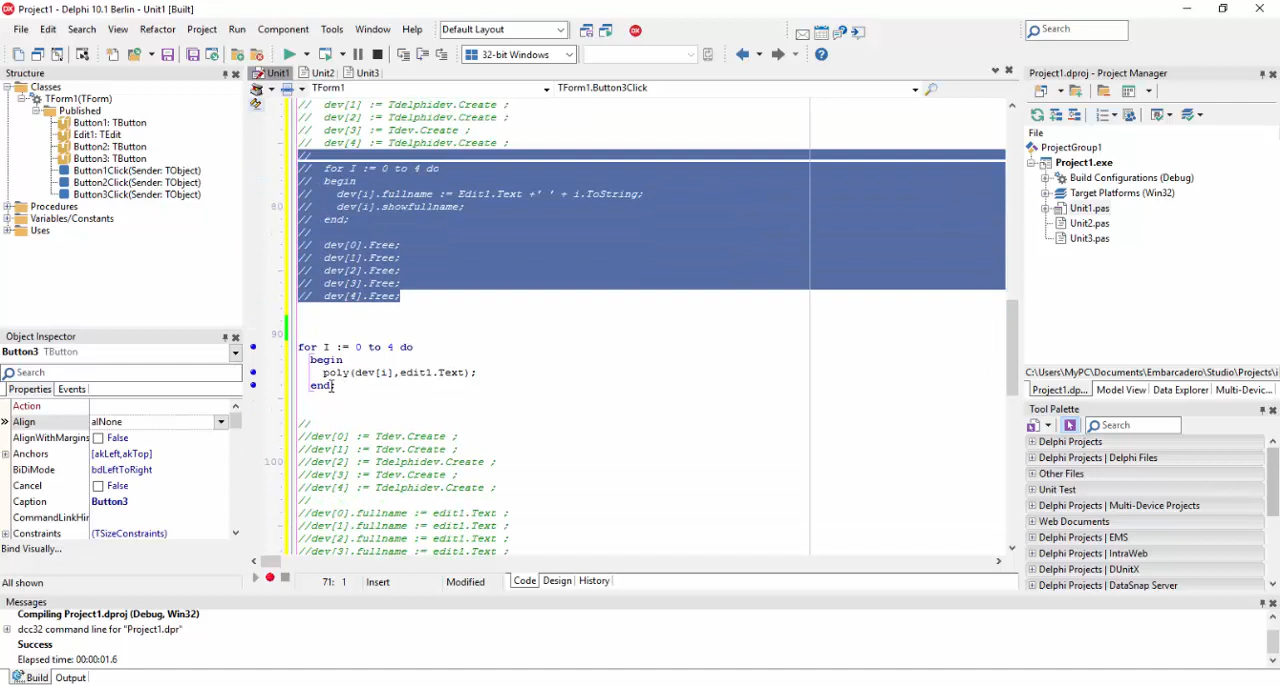 Project1 - Delphi 10.1 Berlin - Unit1 [Built]
File Edit Search View Refactor Project Run Component Tools Window Help Default Layout
Search
32-bit Windows
Structure
Classes
TForm1(TForm)
Published
Button1: TButton
Edit1: TEdit
Button2: TButton
Button3: TButton
Button1Click(Sender: TObject)
Button2Click(Sender: TObject)
Button3Click(Sender: TObject)
Procedures
Variables/Constants
Uses
Object Inspector
Button3 TButton
Search
Properties Events
Action
Align alNone
AlignWithMargins False
Anchors [akLeft,akTop]
BiDiMode bdLeftToRight
Cancel False
Caption Button3
CommandLinkHin
Constraints (TSizeConstraints)
Bind Visually...
All shown
Unit1 Unit2 Unit3
TForm1 TForm1.Button3Click
// dev[1] := Tdelphidev.Create ;
// dev[2] := Tdelphidev.Create ;
// dev[3] := Tdev.Create ;
// dev[4] := Tdelphidev.Create ;
//
// for I := 0 to 4 do
// begin
// dev[i].fullname := Edit1.Text +' ' + i.ToString;
80 // dev[i].showfullname;
// end;
//
// dev[0].Free;
// dev[1].Free;
// dev[2].Free;
// dev[3].Free;
// dev[4].Free;
90
for I := 0 to 4 do
begin
poly(dev[i],edit1.Text);
end;
//
//dev[0] := Tdev.Create ;
//dev[1] := Tdev.Create ;
100 //dev[2] := Tdelphidev.Create ;
//dev[3] := Tdev.Create ;
//dev[4] := Tdelphidev.Create ;
//
//dev[0].fullname := edit1.Text ;
//dev[1].fullname := edit1.Text ;
//dev[2].fullname := edit1.Text ;
//dev[3].fullname := edit1.Text ;
71: 1 Insert Modified Code Design History
Project1.dproj - Project Manager
File
ProjectGroup1
Project1.exe
Build Configurations (Debug)
Target Platforms (Win32)
Unit1.pas
Unit2.pas
Unit3.pas
C:\Users\MyPC\Documents\Embarcadero\Studio\Projects\
Project1.dp... Model View Data Explorer Multi-Devic...
Tool Palette
Search
Delphi Projects
Delphi Projects | Delphi Files
Other Files
Unit Test
Delphi Projects | Multi-Device Projects
Web Documents
Delphi Projects | EMS
Delphi Projects | IntraWeb
Delphi Projects | DUnitX
Delphi Projects | DataSnap Server
Messages
Compiling Project1.dproj (Debug, Win32)
dcc32 command line for "Project1.dpr"
Success
Elapsed time: 00:00:01.6
Build Output